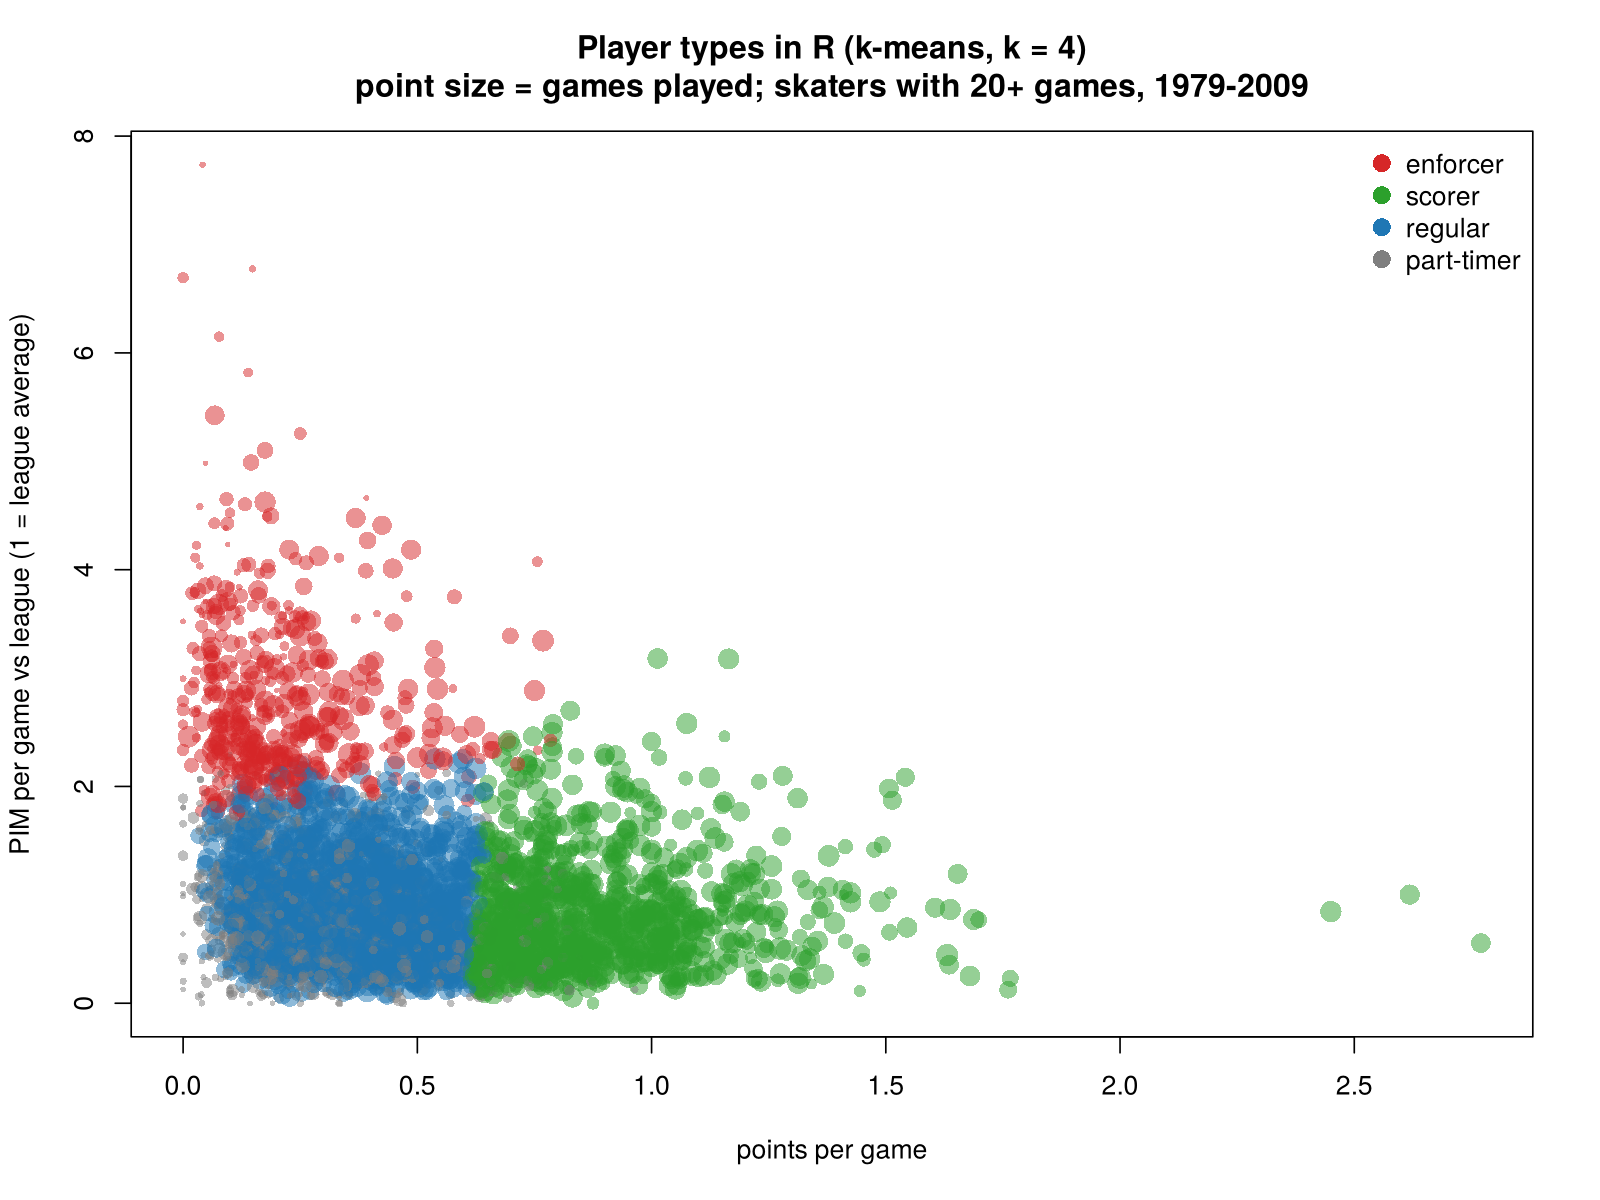 Player types in R (k-means, k = 4)
point size = games played; skaters with 20+ games, 1979-2009
enforcer
scorer
regular
part-timer
PIM per game vs league (1 = league average)
8
6
4
2
0
0.0 0.5 1.0 1.5 2.0 2.5
points per game